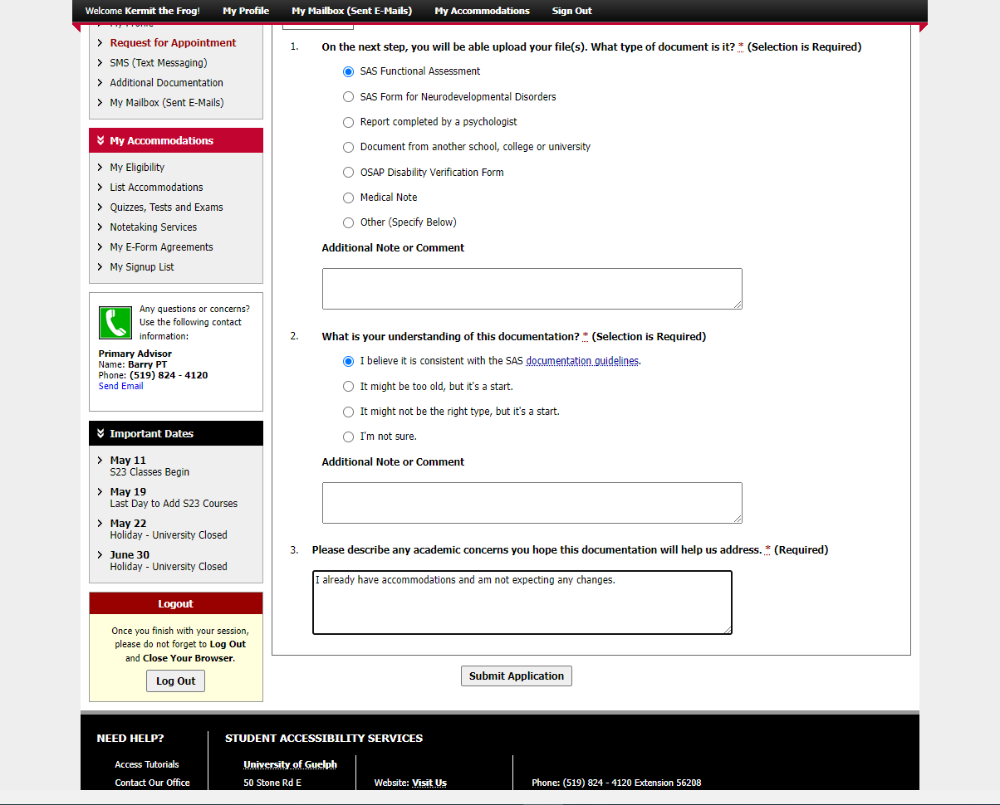 Welcome Kermit the Frog! My Profile My Mailbox (Sent E-Mails) My Accommodations Sign Out
My Profile
Request for Appointment
SMS (Text Messaging)
Additional Documentation
My Mailbox (Sent E-Mails)
My Accommodations
My Eligibility
List Accommodations
Quizzes, Tests and Exams
Notetaking Services
My E-Form Agreements
My Signup List
Any questions or concerns?
Use the following contact
information:
Primary Advisor
Name: Barry PT
Phone: (519) 824 - 4120
Send Email
Important Dates
May 11
S23 Classes Begin
May 19
Last Day to Add S23 Courses
May 22
Holiday - University Closed
June 30
Holiday - University Closed
Logout
Once you finish with your session,
please do not forget to Log Out
and Close Your Browser.
Log Out
1. On the next step, you will be able upload your file(s). What type of document is it? * (Selection is Required)
SAS Functional Assessment
SAS Form for Neurodevelopmental Disorders
Report completed by a psychologist
Document from another school, college or university
OSAP Disability Verification Form
Medical Note
Other (Specify Below)
Additional Note or Comment
2. What is your understanding of this documentation? * (Selection is Required)
I believe it is consistent with the SAS documentation guidelines.
It might be too old, but it's a start.
It might not be the right type, but it's a start.
I'm not sure.
Additional Note or Comment
3. Please describe any academic concerns you hope this documentation will help us address. * (Required)
I already have accommodations and am not expecting any changes.
Submit Application
NEED HELP?
Access Tutorials
Contact Our Office
STUDENT ACCESSIBILITY SERVICES
University of Guelph
50 Stone Rd E
Website: Visit Us
Phone: (519) 824 - 4120 Extension 56208